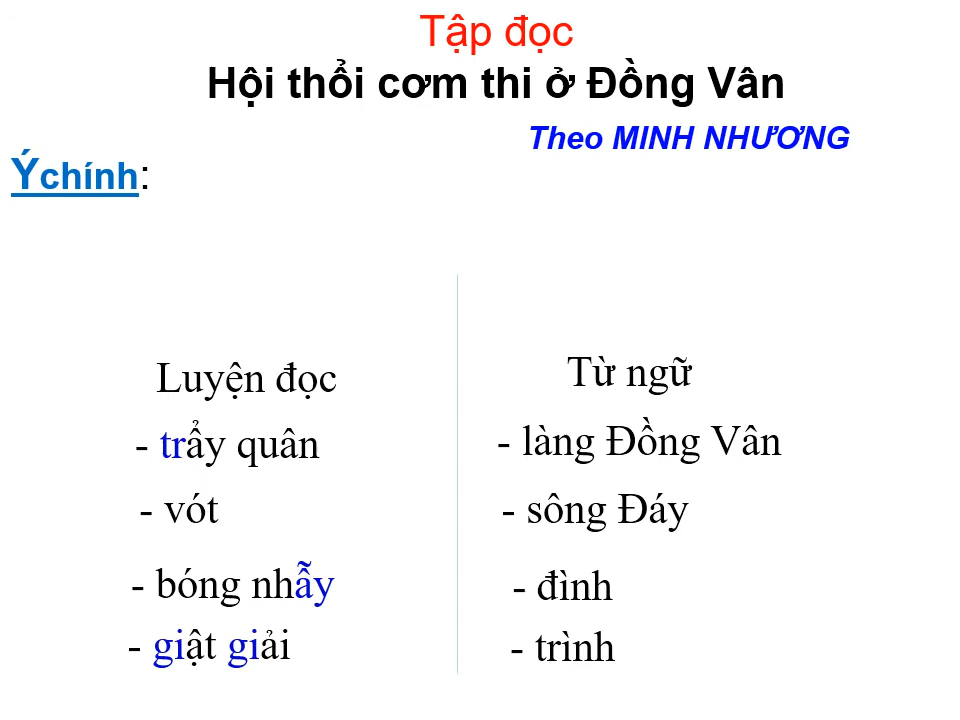 Tập đọc
Hội thổi cơm thi ở Đồng Vân
Theo MINH NHƯƠNG
Ý chính:
Luyện đọc
- trẩy quân
- vót
- bóng nhẫy
- giật giải
Từ ngữ
- làng Đồng Vân
- sông Đáy
- đình
- trình